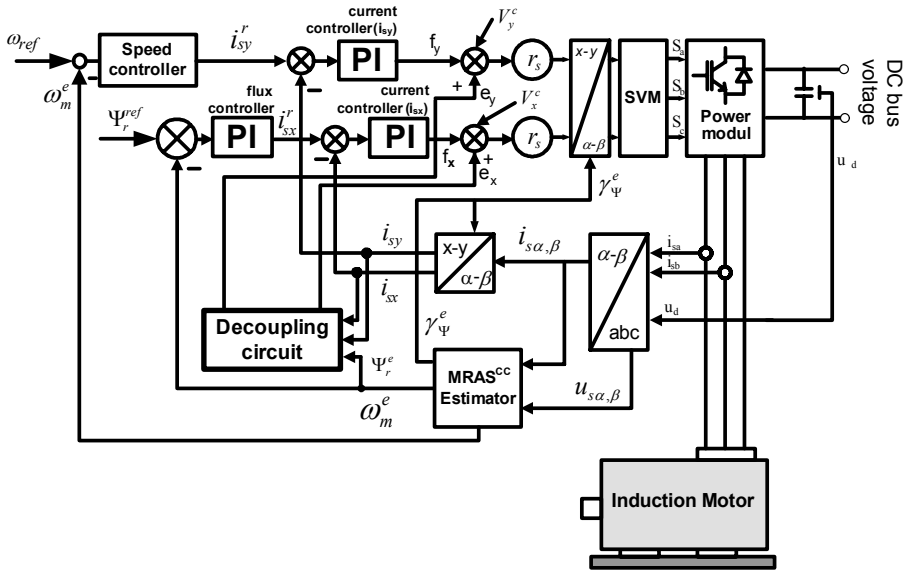 ω_ref
Speed
controller
i_sy^r
current
controller(i_sy)
PI
f_y
V_y^c
r_s
x-y
α-β
SVM
S_a
S_b
S_c
Power
modul
DC bus
voltage
u_d
ω_m^e
Ψ_r^ref
flux
controller
PI
i_sx^r
current
controller(i_sx)
PI
f_x
+
e_y
V_x^c
+
e_x
r_s
γ_Ψ^e
i_sy
i_sx
x-y
α-β
i_sα,β
α-β
abc
i_sa
i_sb
u_d
Decoupling
circuit
Ψ_r^e
γ_Ψ^e
MRAS^CC
Estimator
u_sα,β
ω_m^e
Induction Motor